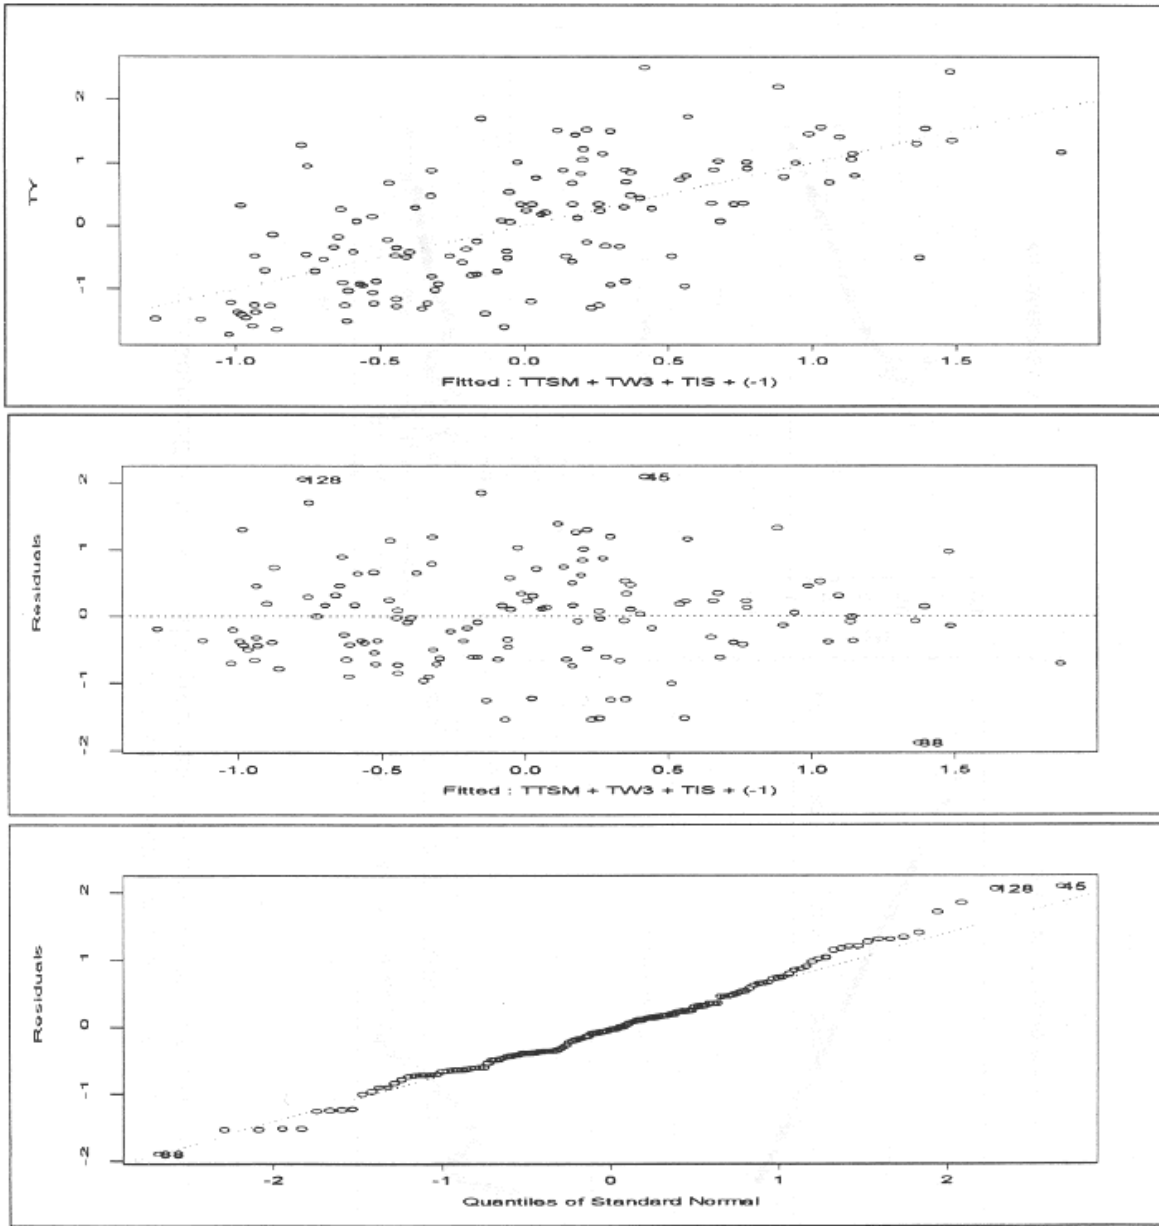 2
1
0
-1
TY
-1.0 -0.5 0.0 0.5 1.0 1.5
Fitted : TTSM + TW3 + TIS + (-1)
2
1
0
-1
-2
Residuals
128 45
88
-1.0 -0.5 0.0 0.5 1.0 1.5
Fitted : TTSM + TW3 + TIS + (-1)
2
1
0
-1
-2
Residuals
128 45
88
-2 -1 0 1 2
Quantiles of Standard Normal